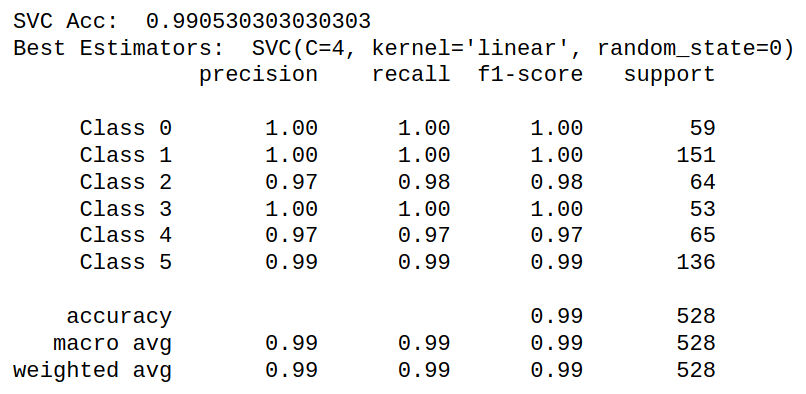 SVC Acc:  0.990530303030303
Best Estimators:  SVC(C=4, kernel='linear', random_state=0)
              precision    recall  f1-score   support

     Class 0       1.00      1.00      1.00        59
     Class 1       1.00      1.00      1.00       151
     Class 2       0.97      0.98      0.98        64
     Class 3       1.00      1.00      1.00        53
     Class 4       0.97      0.97      0.97        65
     Class 5       0.99      0.99      0.99       136

    accuracy                           0.99       528
   macro avg       0.99      0.99      0.99       528
weighted avg       0.99      0.99      0.99       528